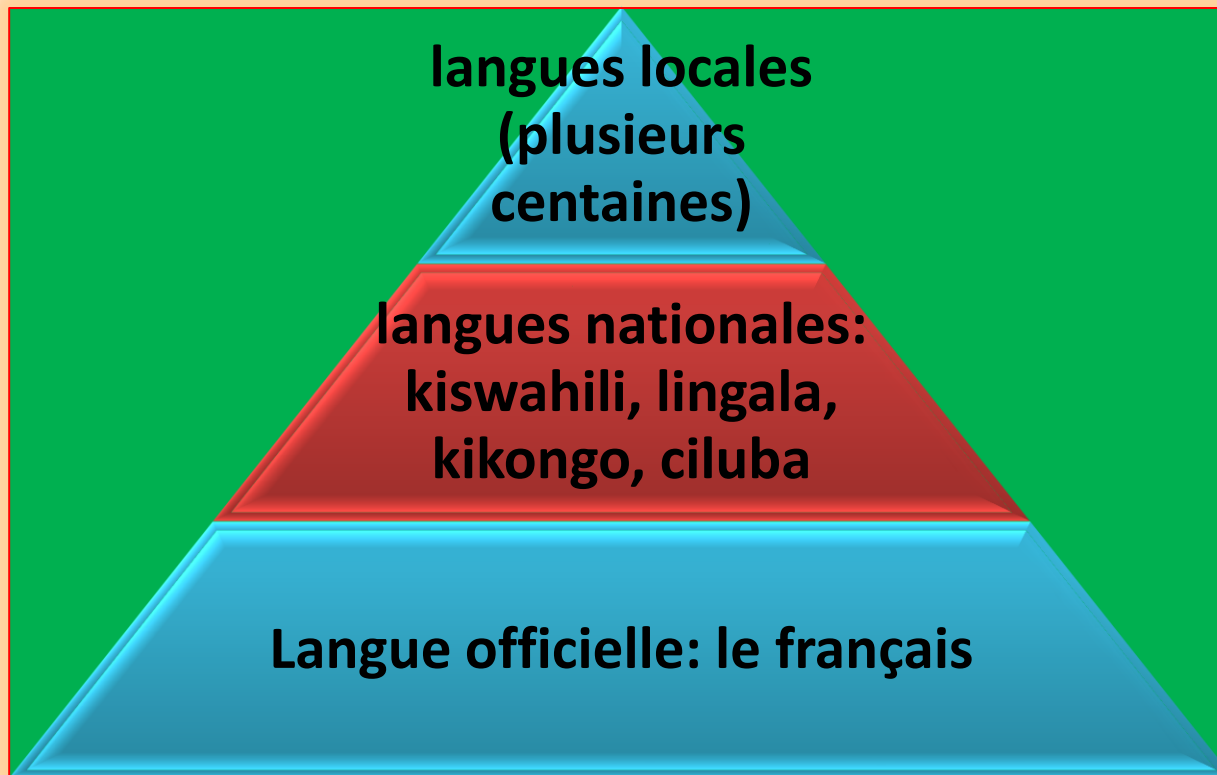 langues locales
(plusieurs
centaines)
langues nationales:
kiswahili, lingala,
kikongo, ciluba
Langue officielle: le français